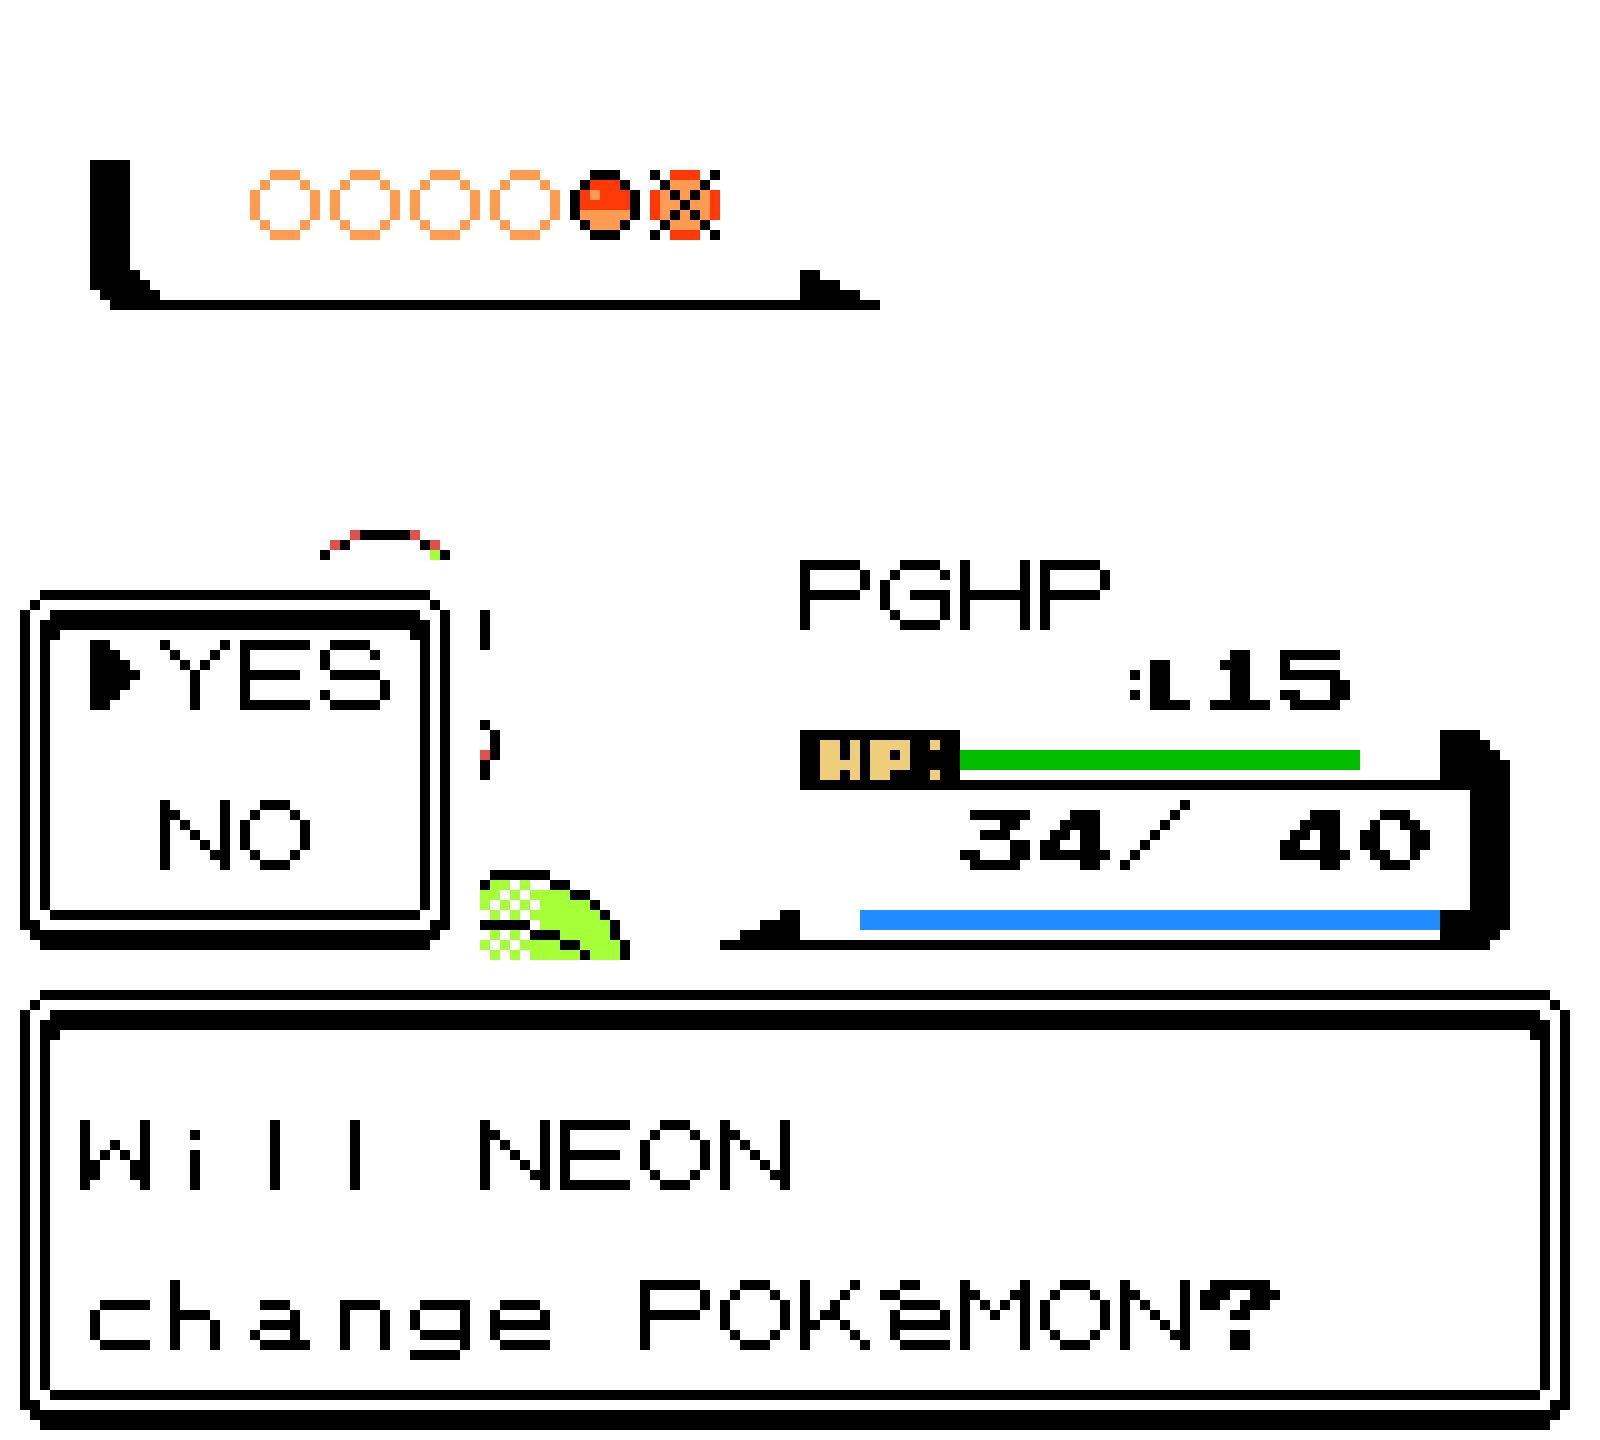 PGHP
:L15
HP:
34/ 40
▶YES
NO
Will NEON
change POKéMON?